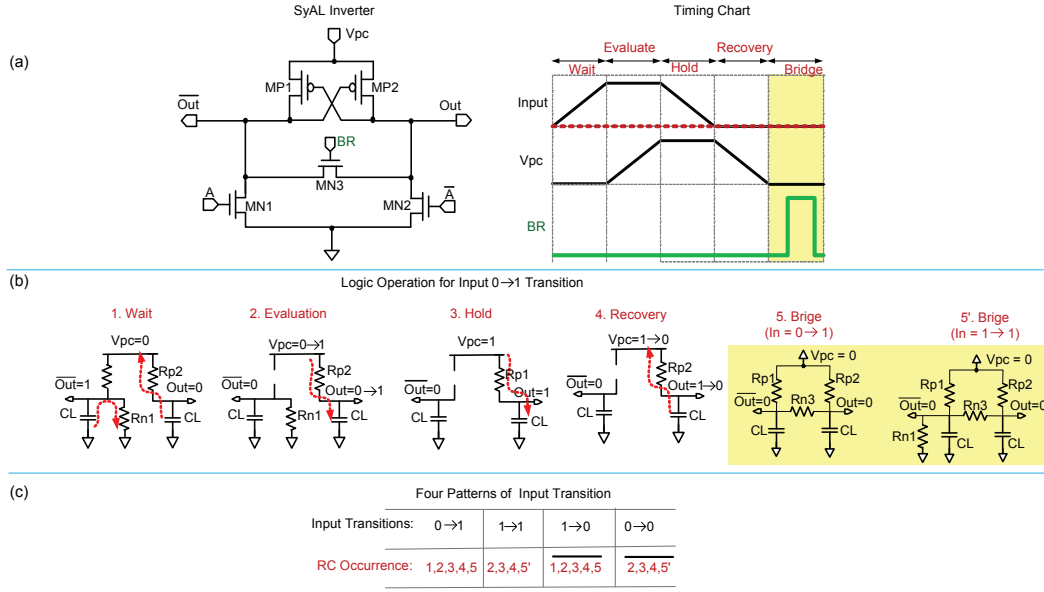 SyAL Inverter
Timing Chart
(a)
Vpc
MP1
MP2
Out
Out
BR
MN3
A
MN1
MN2
A
Evaluate
Recovery
Wait
Hold
Bridge
Input
Vpc
BR
(b)
Logic Operation for Input 0→1 Transition
1. Wait
2. Evaluation
3. Hold
4. Recovery
5. Brige
(In = 0→1)
5'. Brige
(In = 1→1)
Vpc=0
Rp2
Out=1
Out=0
CL
Rn1
CL
Vpc=0→1
Rp2
Out=0
Out=0→1
CL
Rn1
CL
Vpc=1
Rp1
Out=0
Out=1
CL
CL
Vpc=1→0
Rp2
Out=0
Out=1→0
CL
CL
Vpc = 0
Rp1
Rp2
Out=0
Rn3
Out=0
CL
CL
Vpc = 0
Rp1
Rp2
Out=0
Rn3
Out=0
Rn1
CL
CL
(c)
Four Patterns of Input Transition
Input Transitions: 0→1 1→1 1→0 0→0
RC Occurrence: 1,2,3,4,5 2,3,4,5' 1,2,3,4,5 2,3,4,5'